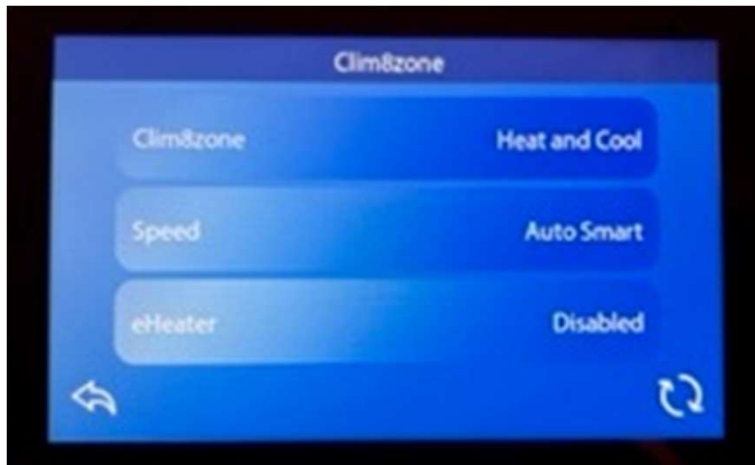 Clim8zone
Clim8zone Heat and Cool
Speed Auto Smart
eHeater Disabled